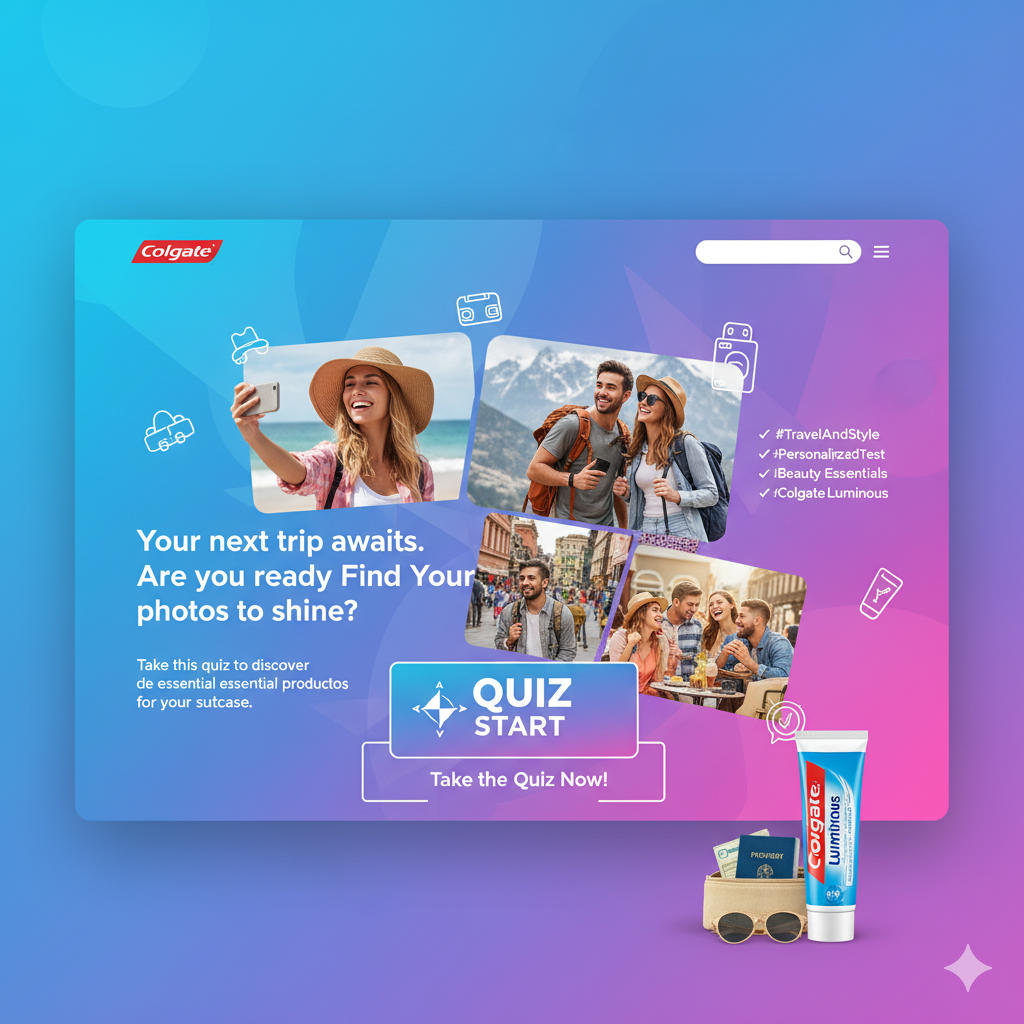 Colgate
#TravelAndStyle
#PersonalizadTest
Beauty Essentials
Colgate Luminous
Your next trip awaits.
Are you ready Find Your
photos to shine?
Take this quiz to discover
de essential essential productos
for your sutcase.
A
QUIZ
START
Take the Quiz Now!
Colgate
Luminous